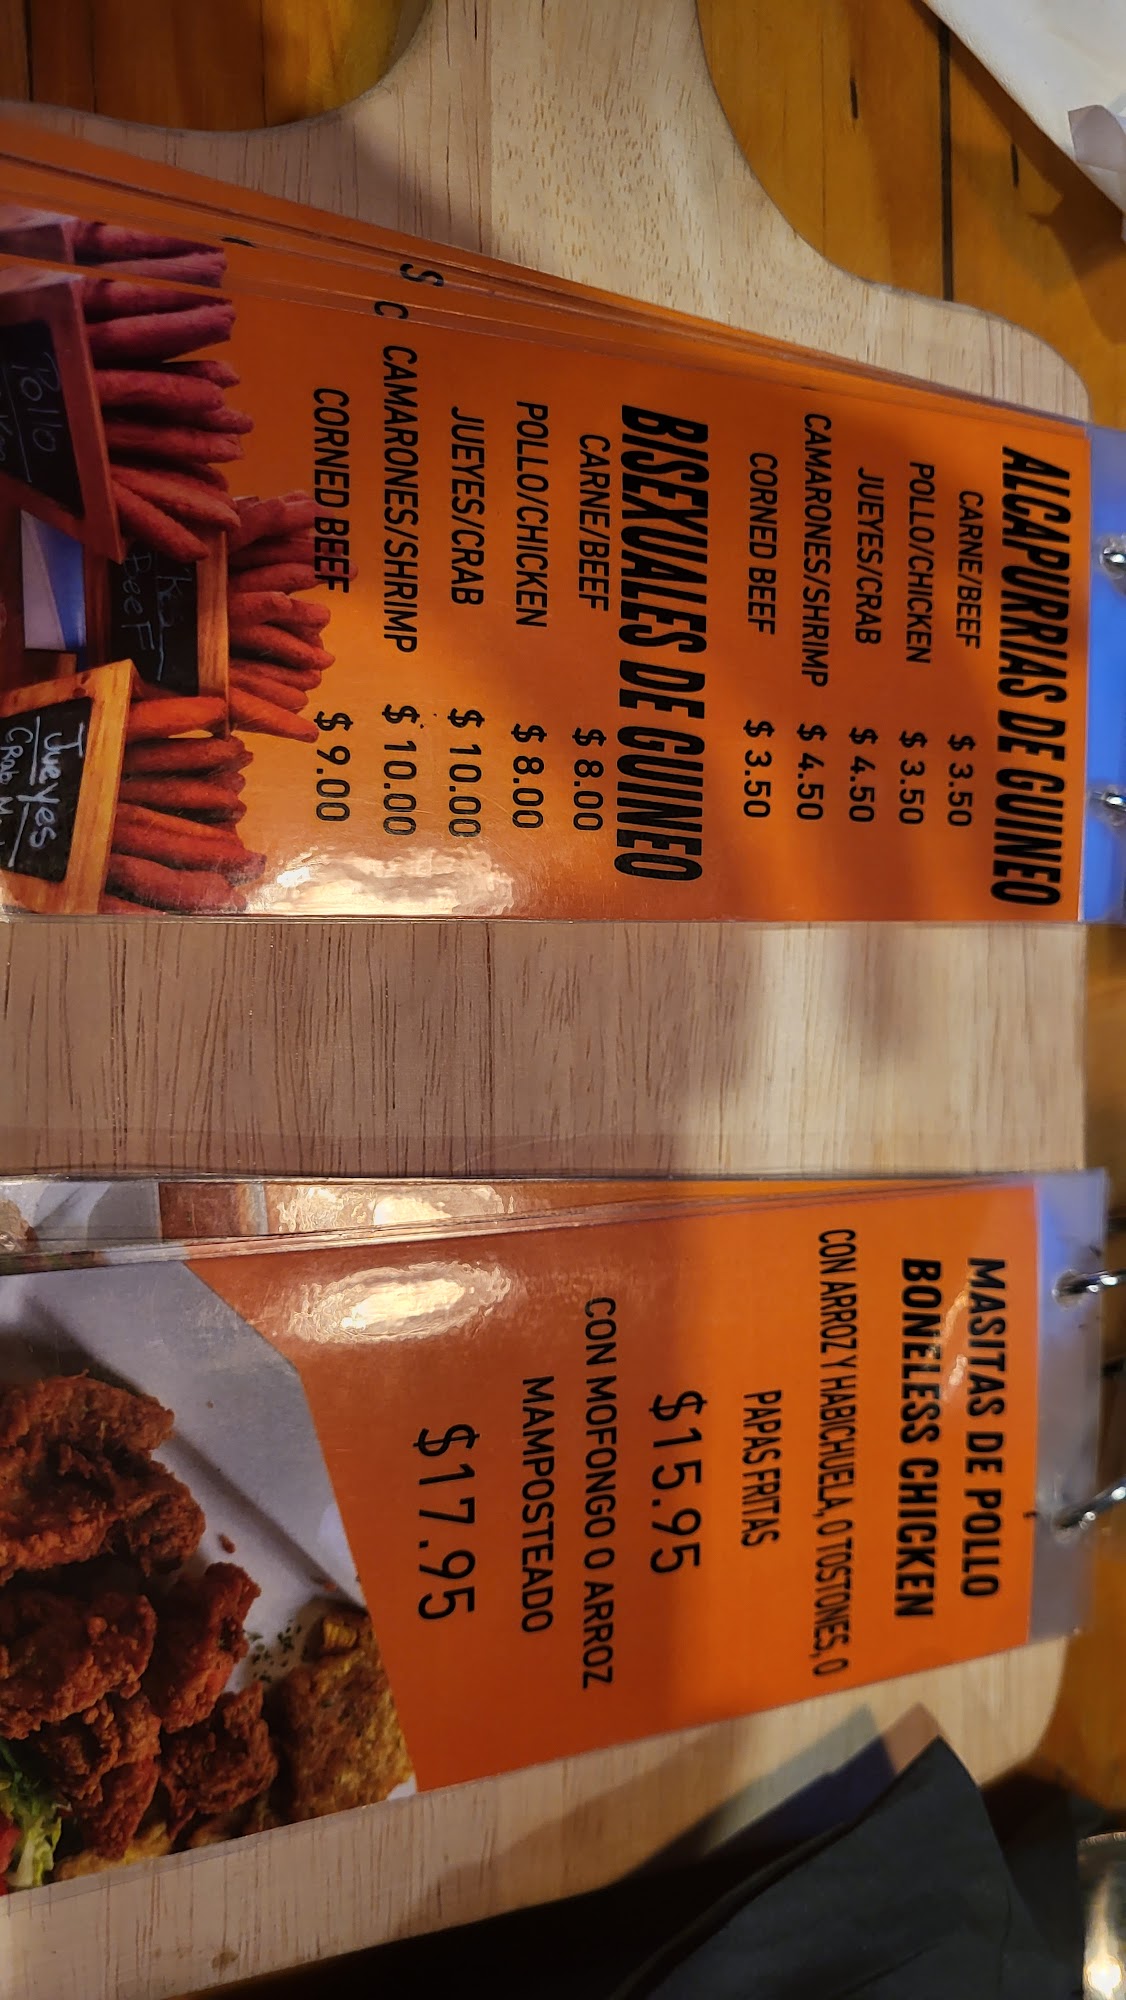 ALCAPURRIAS DE GUINEO
CARNE/BEEF $ 3.50
POLLO/CHICKEN $ 3.50
JUEYES/CRAB $ 4.50
CAMARONES/SHRIMP $ 4.50
CORNED BEEF $ 3.50
BISEXUALES DE GUINEO
CARNE/BEEF $ 8.00
POLLO/CHICKEN $ 8.00
JUEYES/CRAB $ 10.00
CAMARONES/SHRIMP $ 10.00
CORNED BEEF $ 9.00
Pollo
Beef
Jueyes
MASITAS DE POLLO
BONELESS CHICKEN
CON ARROZ Y HABICHUELA, O TOSTONES, O
PAPAS FRITAS
$15.95
CON MOFONGO O ARROZ
MAMPOSTEADO
$17.95